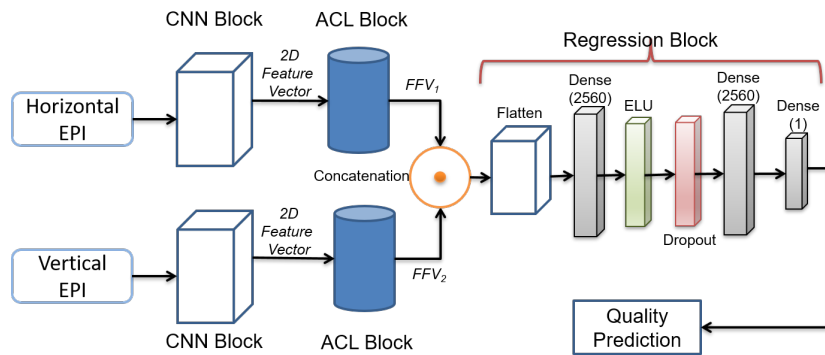 CNN Block
ACL Block
Regression Block
Horizontal
EPI
2D
Feature
Vector
FFV1
Concatenation
Flatten
Dense
(2560)
ELU
Dropout
Dense
(2560)
Dense
(1)
Vertical
EPI
2D
Feature
Vector
FFV2
CNN Block
ACL Block
Quality
Prediction